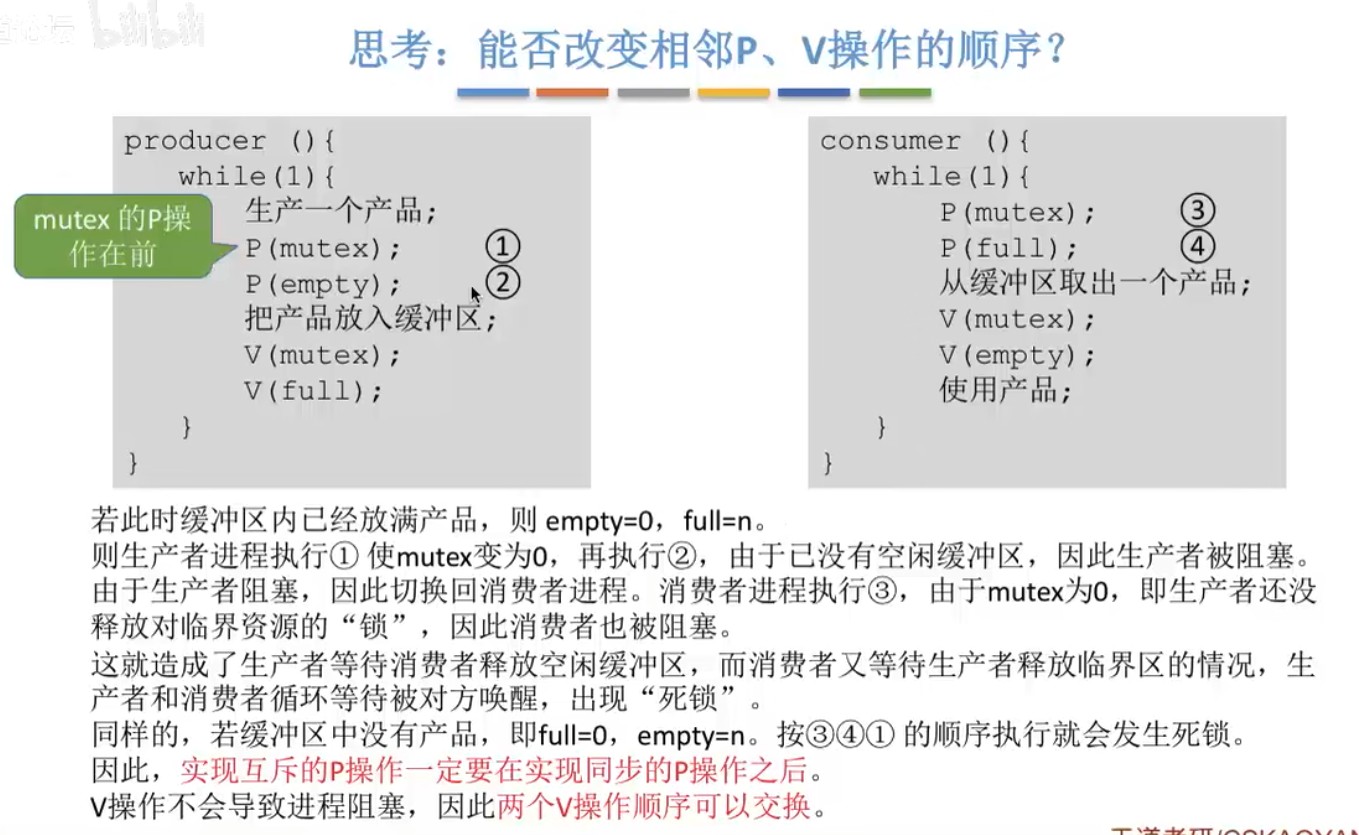 思考：能否改变相邻P、V操作的顺序？
producer (){
while(1){
生产一个产品;
P(mutex); ①
P(empty); ②
把产品放入缓冲区;
V(mutex);
V(full);
}
}
mutex 的P操
作在前
consumer (){
while(1){
P(mutex); ③
P(full); ④
从缓冲区取出一个产品;
V(mutex);
V(empty);
使用产品;
}
}
若此时缓冲区内已经放满产品，则 empty=0，full=n。
则生产者进程执行① 使mutex变为0，再执行②，由于已没有空闲缓冲区，因此生产者被阻塞。
由于生产者阻塞，因此切换回消费者进程。消费者进程执行③，由于mutex为0，即生产者还没
释放对临界资源的“锁”，因此消费者也被阻塞。
这就造成了生产者等待消费者释放空闲缓冲区，而消费者又等待生产者释放临界区的情况，生
产者和消费者循环等待被对方唤醒，出现“死锁”。
同样的，若缓冲区中没有产品，即full=0，empty=n。按③④① 的顺序执行就会发生死锁。
因此，实现互斥的P操作一定要在实现同步的P操作之后。
V操作不会导致进程阻塞，因此两个V操作顺序可以交换。